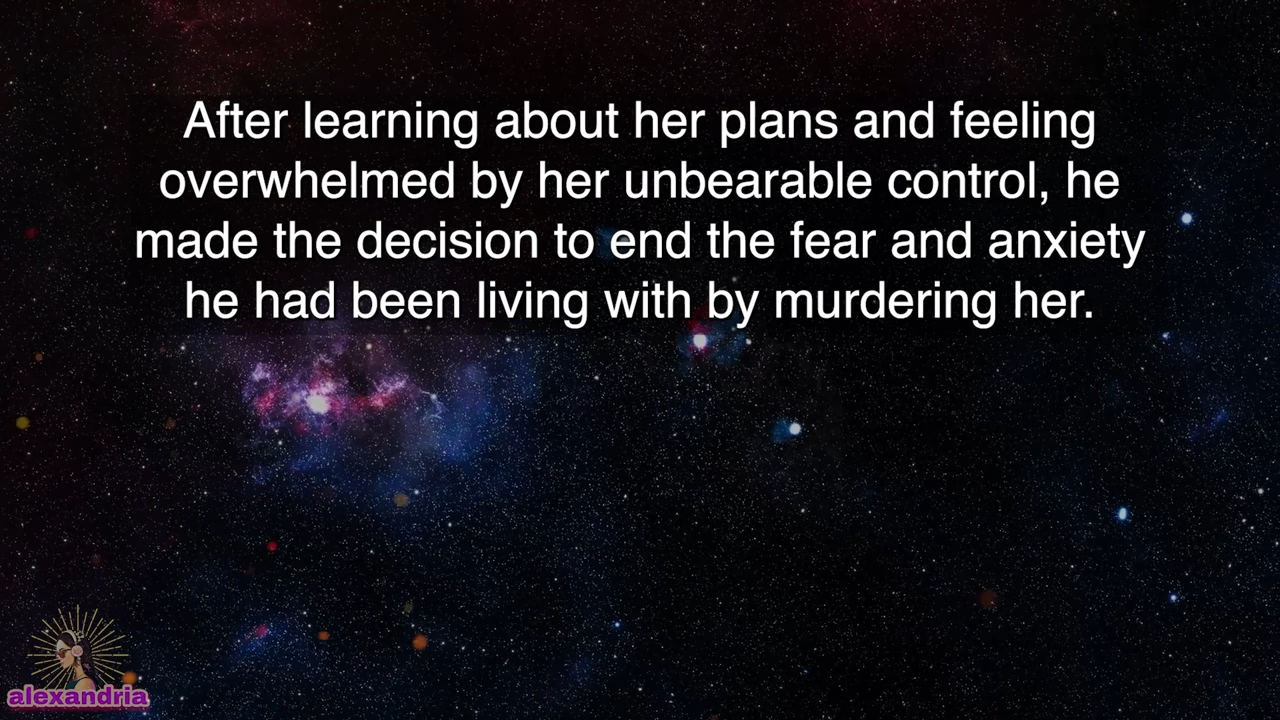 After learning about her plans and feeling
overwhelmed by her unbearable control, he
made the decision to end the fear and anxiety
he had been living with by murdering her.
alexandria